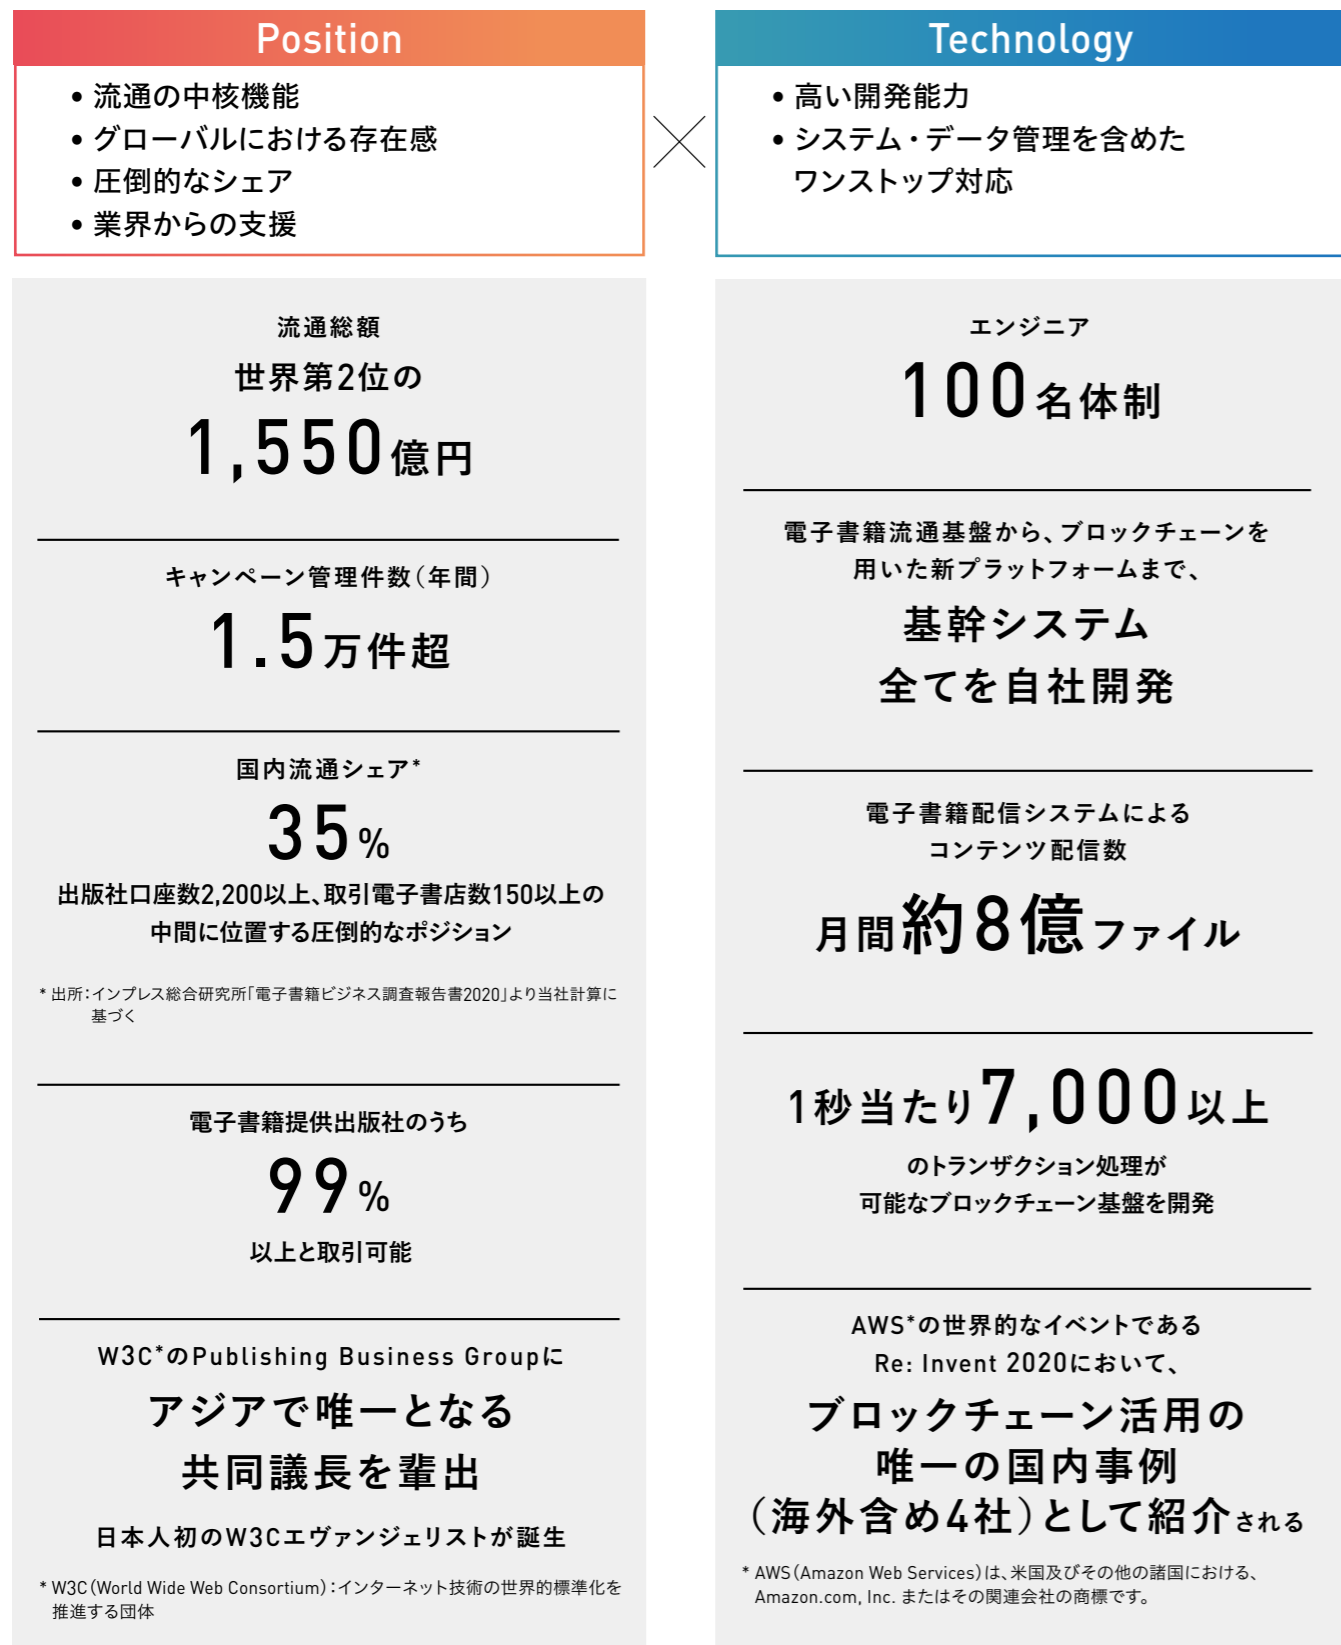 Position
• 流通の中核機能
• グローバルにおける存在感
• 圧倒的なシェア
• 業界からの支援
流通総額
世界第2位の
1,550億円
キャンペーン管理件数(年間)
1.5万件超
国内流通シェア*
35%
出版社口座数2,200以上、取引電子書店数150以上の
中間に位置する圧倒的なポジション
* 出所:インプレス総合研究所「電子書籍ビジネス調査報告書2020」より当社計算に
基づく
電子書籍提供出版社のうち
99%
以上と取引可能
W3C*のPublishing Business Groupに
アジアで唯一となる
共同議長を輩出
日本人初のW3Cエヴァンジェリストが誕生
* W3C(World Wide Web Consortium):インターネット技術の世界的標準化を
推進する団体
Technology
• 高い開発能力
• システム・データ管理を含めた
ワンストップ対応
エンジニア
100名体制
電子書籍流通基盤から、ブロックチェーンを
用いた新プラットフォームまで、
基幹システム
全てを自社開発
電子書籍配信システムによる
コンテンツ配信数
月間約8億ファイル
1秒当たり7,000以上
のトランザクション処理が
可能なブロックチェーン基盤を開発
AWS*の世界的なイベントである
Re: Invent 2020において、
ブロックチェーン活用の
唯一の国内事例
(海外含め4社)として紹介される
* AWS(Amazon Web Services)は、米国及びその他の諸国における、
Amazon.com, Inc. またはその関連会社の商標です。